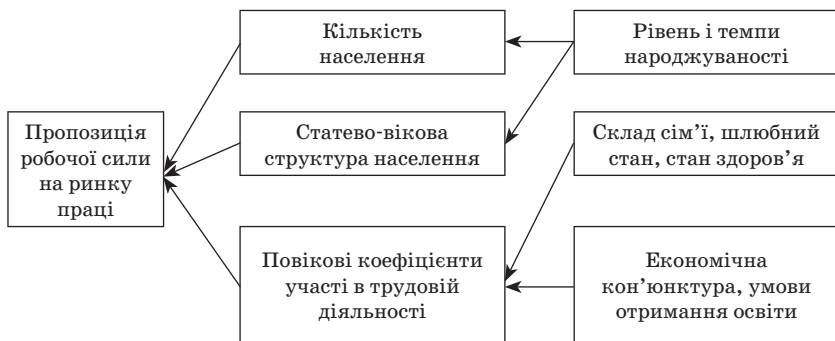 Кількість
населення
Рівень і темпи
народжуваності
Пропозиція
робочої сили
на ринку
праці
Статево-вікова
структура населення
Склад сім’ї, шлюбний
стан, стан здоров’я
Повікові коефіцієнти
участі в трудовій
діяльності
Економічна
кон’юнктура, умови
отримання освіти